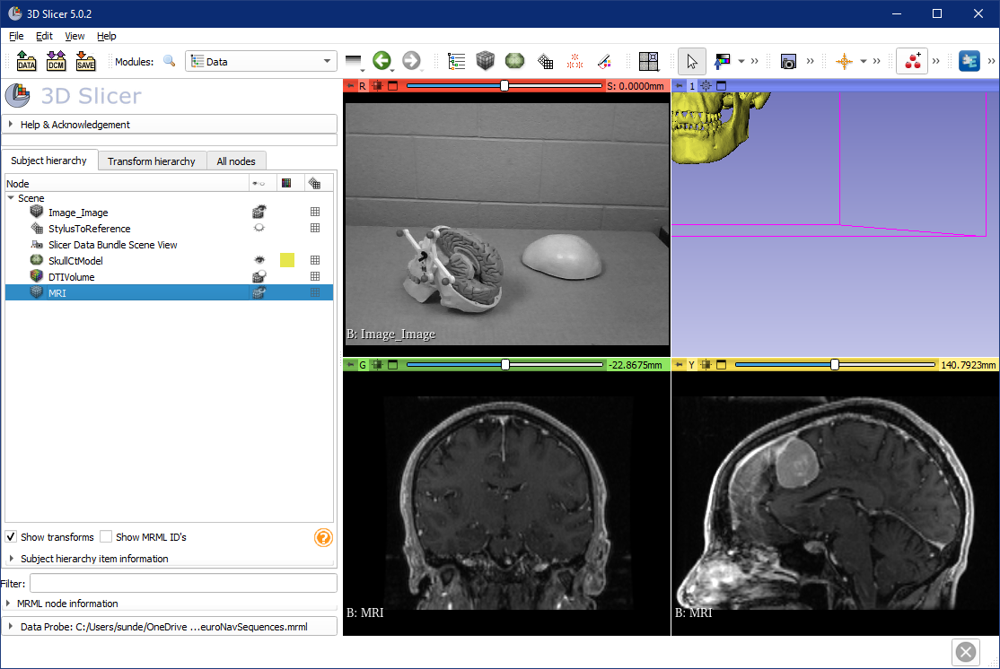 3D Slicer 5.0.2
File Edit View Help
DATA DCM SAVE Modules: Data
3D Slicer
Help & Acknowledgement
Subject hierarchy Transform hierarchy All nodes
Node
Scene
Image_Image
StylusToReference
Slicer Data Bundle Scene View
SkullCtModel
DTIVolume
MRI
Show transforms Show MRML ID's
Subject hierarchy item information
Filter:
MRML node information
Data Probe: C:/Users/sunde/OneDrive ...euroNavSequences.mrml
R S: 0.0000mm
B: Image_Image
1
G -22.8675mm
B: MRI
Y 140.7923mm
B: MRI